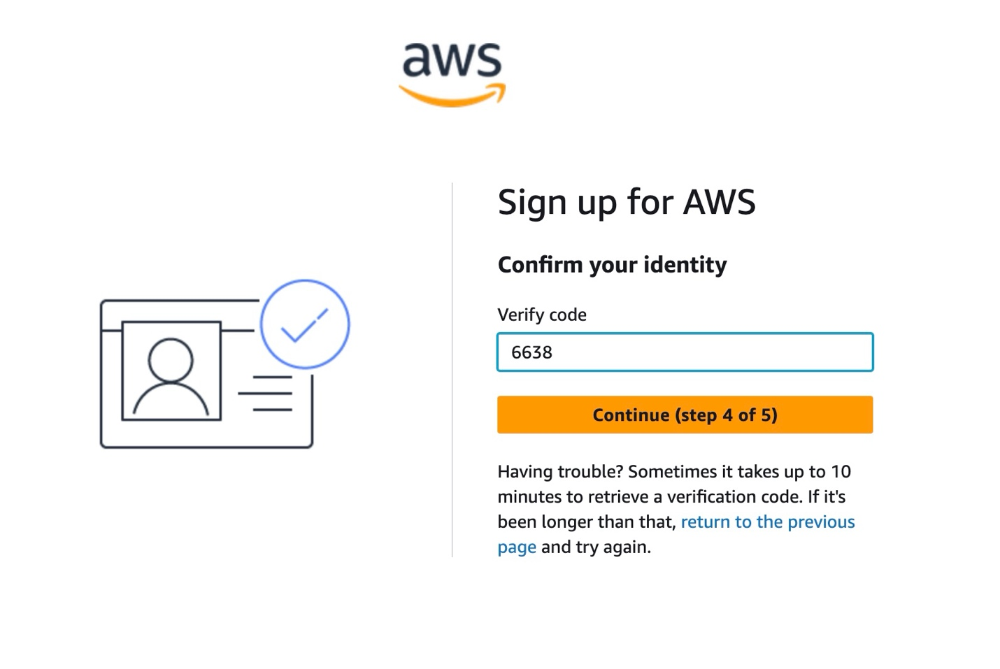 aws
Sign up for AWS
Confirm your identity
Verify code
6638
Continue (step 4 of 5)
Having trouble? Sometimes it takes up to 10
minutes to retrieve a verification code. If it's
been longer than that, return to the previous
page and try again.